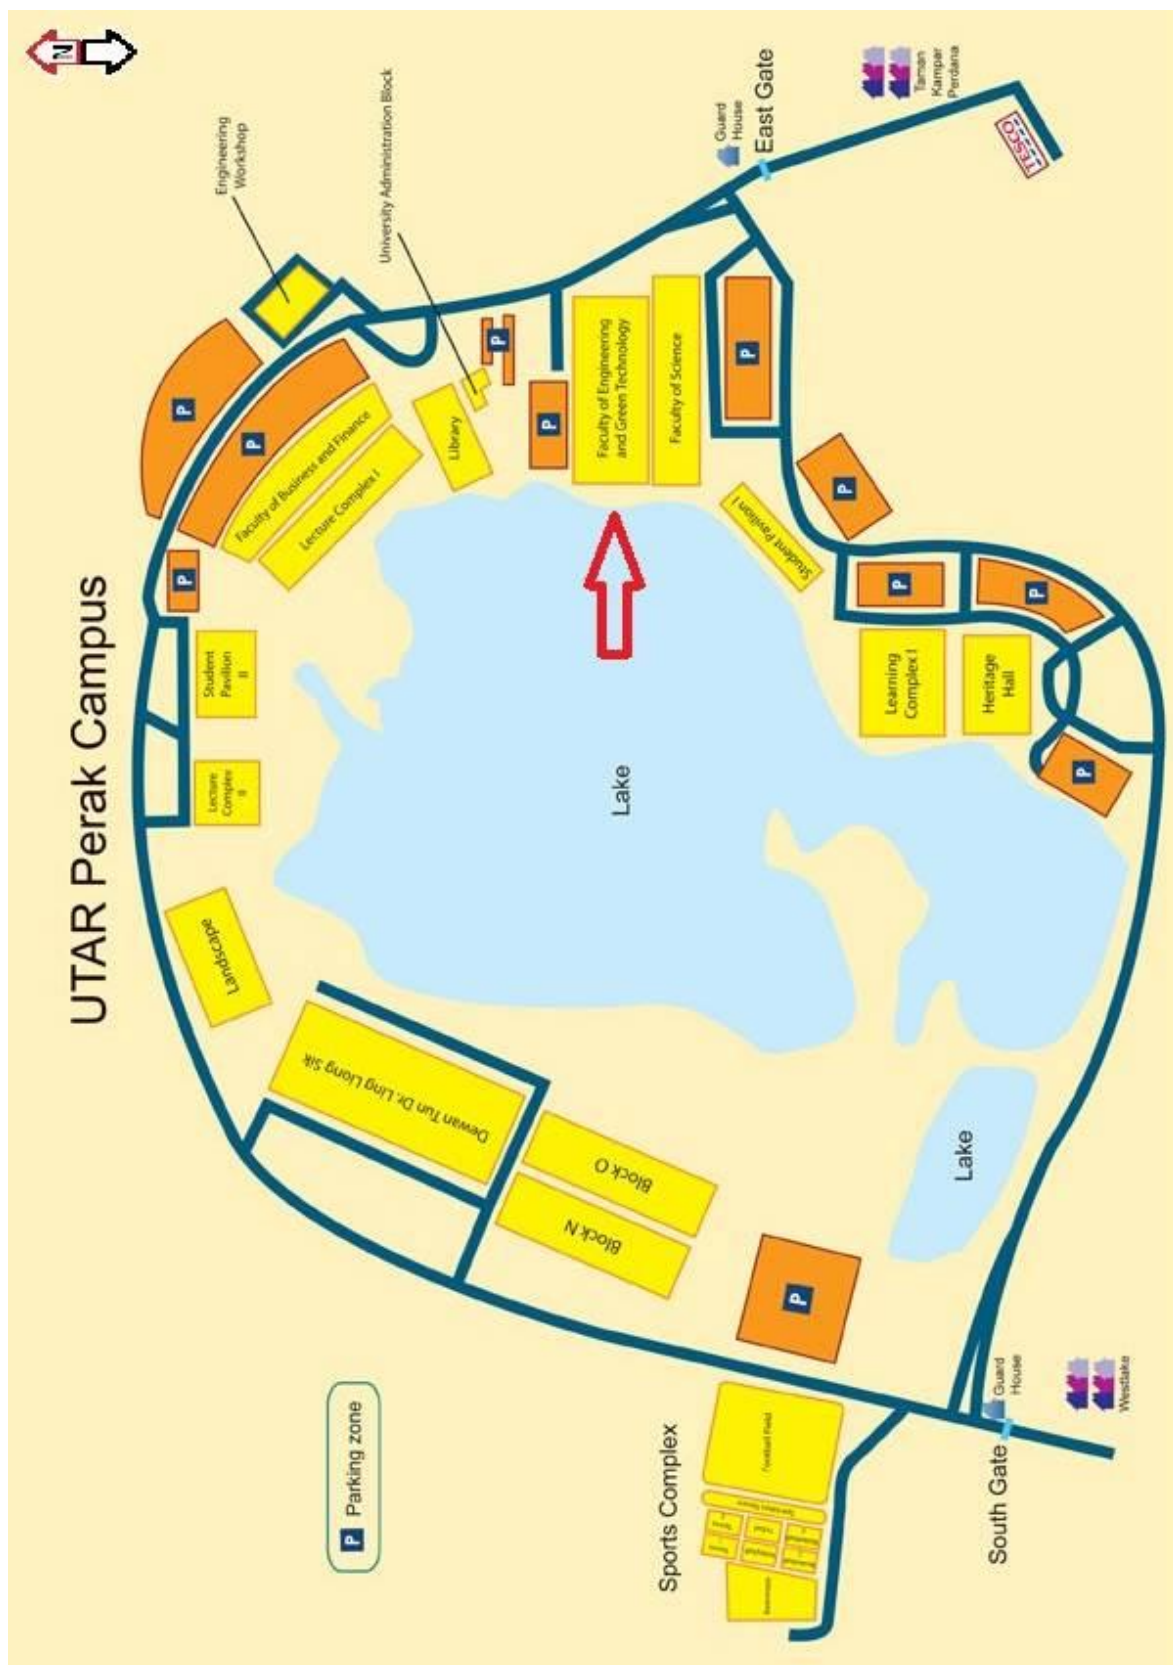 UTAR Perak Campus
N
Engineering
Workshop
University Administration Block
Guard
House
East Gate
Taman
Kampar
Perdana
TESCO
P
P
P
P
P
P
P
P
P
P
P
Faculty of Business and Finance
Lecture Complex I
Library
Faculty of Engineering
and Green Technology
Faculty of Science
Student Pavilion I
Learning
Complex I
Heritage
Hall
Student
Pavilion
II
Lecture
Complex
II
Landscape
Lake
Dewan Tun Dr. Ling Liong Sik
Block O
Block N
Lake
Sports Complex
Football Field
South Gate
Guard
House
Westlake
P Parking zone